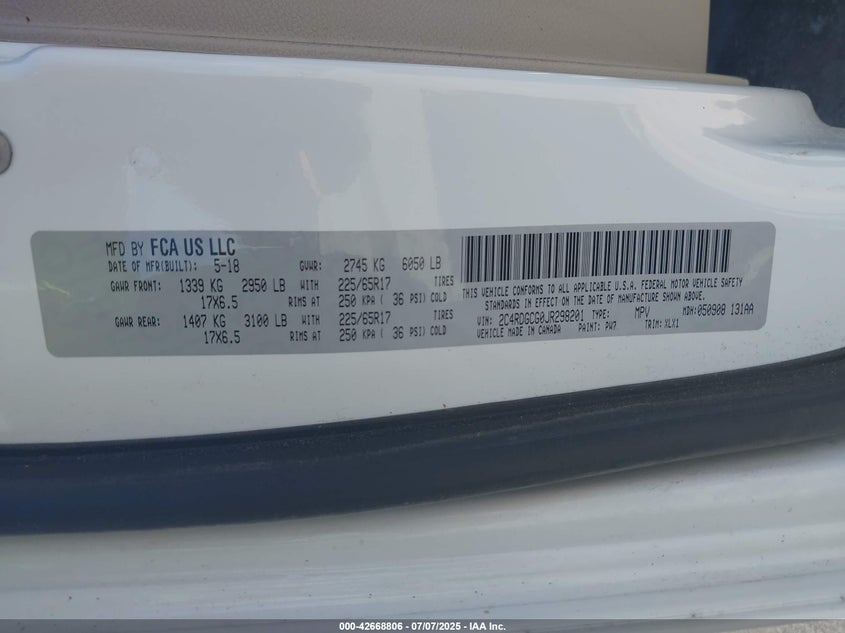 MFD BY FCA US LLC
DATE OF MFR(BUILT): 5-18 GVWR: 2745 KG 6050 LB
GAWR FRONT: 1339 KG 2950 LB WITH 225/65R17 TIRES
17X6.5 RIMS AT 250 KPA ( 36 PSI) COLD
GAWR REAR: 1407 KG 3100 LB WITH 225/65R17 TIRES
17X6.5 RIMS AT 250 KPA ( 36 PSI) COLD
THIS VEHICLE CONFORMS TO ALL APPLICABLE U.S.A. FEDERAL MOTOR VEHICLE SAFETY
STANDARDS IN EFFECT ON THE DATE OF MANUFACTURE SHOWN ABOVE.
VIN: 2C4RDGCG0JR298201 TYPE: MPV MDH: 050908 131AA
VEHICLE MADE IN CANADA PAINT: PW7 TRIM: XLX1
000-42668806 - 07/07/2025 - IAA Inc.